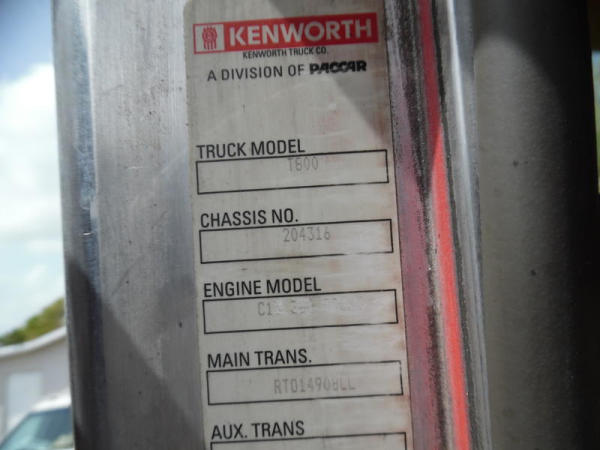 KENWORTH
KENWORTH TRUCK CO.
A DIVISION OF PACCAR
TRUCK MODEL
T800
CHASSIS NO.
204316
ENGINE MODEL
MAIN TRANS.
RTO14908LL
AUX. TRANS